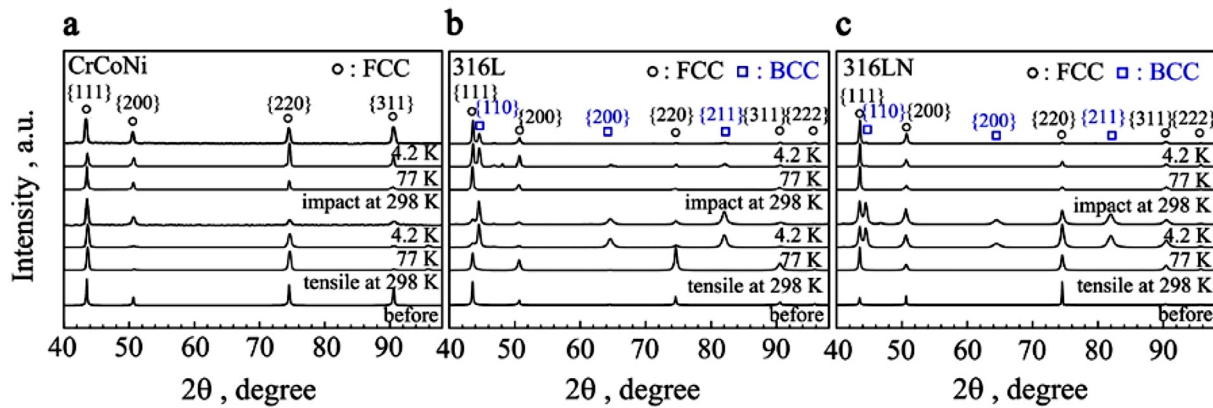 a
CrCoNi
○ : FCC
{111}
{200}
{220}
{311}
4.2 K
77 K
impact at 298 K
4.2 K
77 K
tensile at 298 K
before
40 50 60 70 80 90
2θ , degree
Intensity , a.u.
b
316L
○ : FCC □ : BCC
{111}
{110}
{200}
{200}
{220}
{211}
{311}
{222}
4.2 K
77 K
impact at 298 K
4.2 K
77 K
tensile at 298 K
before
40 50 60 70 80 90
2θ , degree
c
316LN
○ : FCC □ : BCC
{111}
{110}
{200}
{200}
{220}
{211}
{311}
{222}
4.2 K
77 K
impact at 298 K
4.2 K
77 K
tensile at 298 K
before
40 50 60 70 80 90
2θ , degree